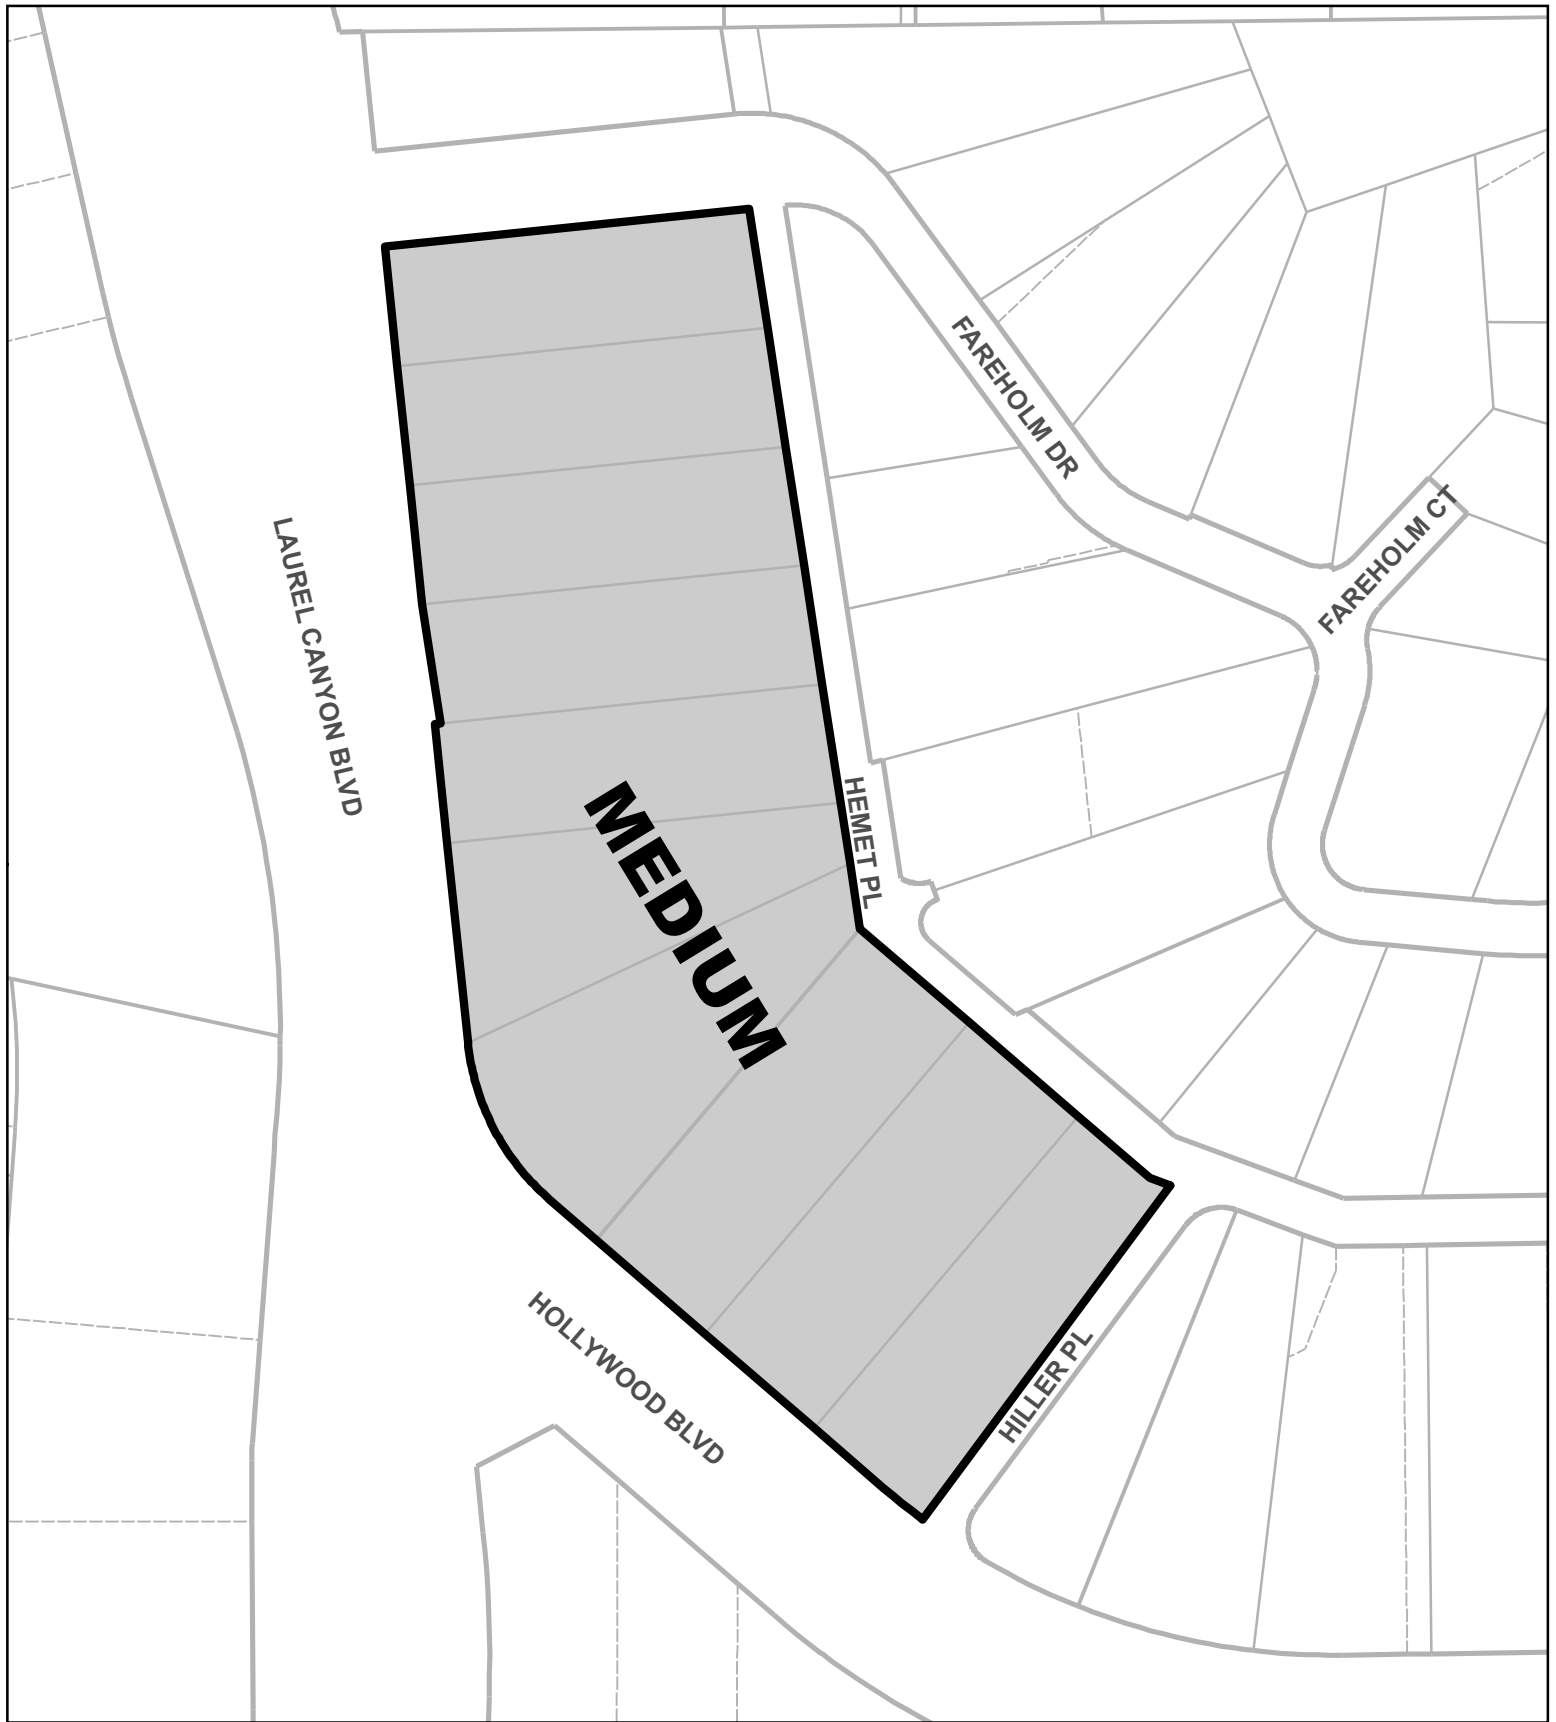 FAREHOLM DR
FAREHOLM CT
LAUREL CANYON BLVD
MEDIUM
HEMET PL
HOLLYWOOD BLVD
HILLER PL